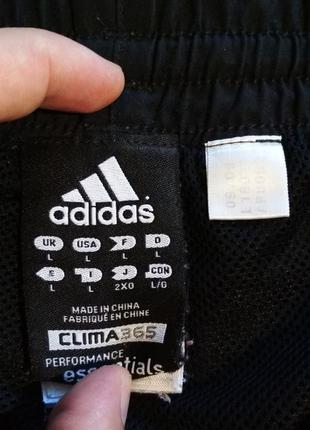 adidas
UK USA F D
L L L L
E I J CDN
L L 2XO L/G
MADE IN CHINA
FABRIQUÉ EN CHINE
CLIMA365
PERFORMANCE
essentials